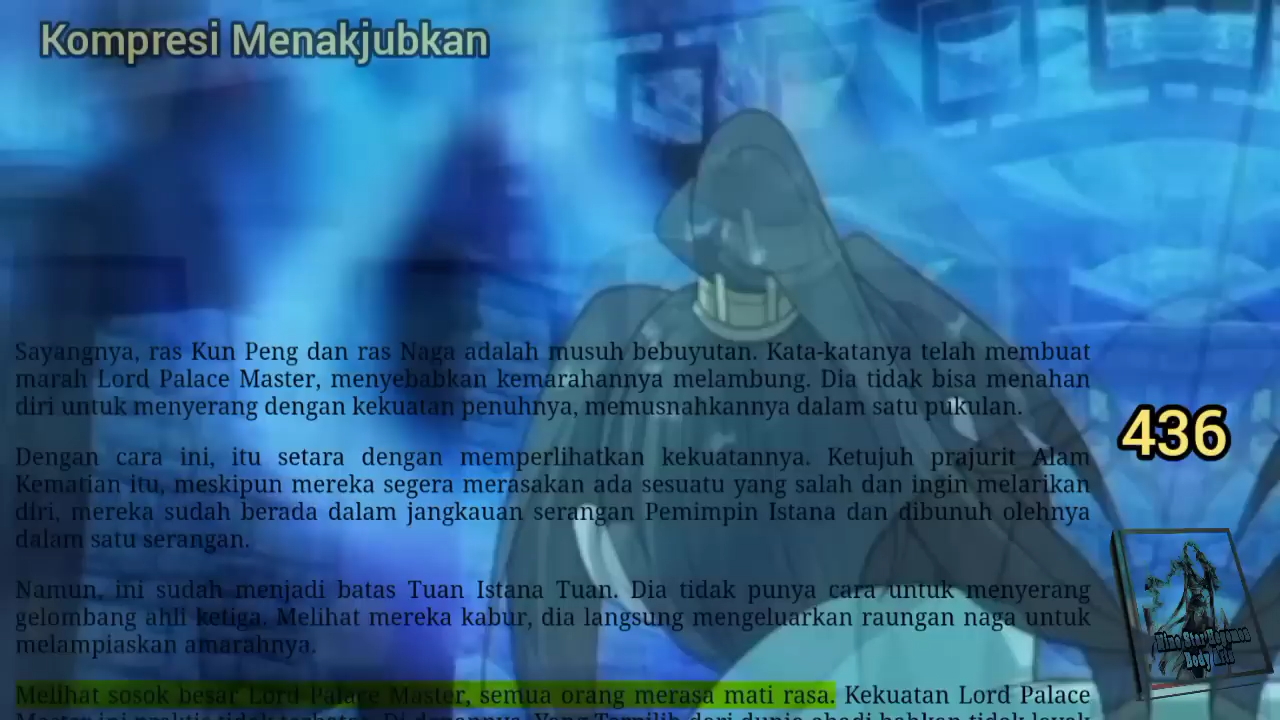 Kompresi Menakjubkan
Sayangnya, ras Kun Peng dan ras Naga adalah musuh bebuyutan. Kata-katanya telah membuat
marah Lord Palace Master, menyebabkan kemarahannya melambung. Dia tidak bisa menahan
diri untuk menyerang dengan kekuatan penuhnya, memusnahkannya dalam satu pukulan.
Dengan cara ini, itu setara dengan memperlihatkan kekuatannya. Ketujuh prajurit Alam
Kematian itu, meskipun mereka segera merasakan ada sesuatu yang salah dan ingin melarikan
diri, mereka sudah berada dalam jangkauan serangan Pemimpin Istana dan dibunuh olehnya
dalam satu serangan.
436
Namun, ini sudah menjadi batas Tuan Istana Tuan. Dia tidak punya cara untuk menyerang
gelombang ahli ketiga. Melihat mereka kabur, dia langsung mengeluarkan raungan naga untuk
melampiaskan amarahnya.
Nine Star Hegemon
Body Arts
Melihat sosok besar Lord Palace Master, semua orang merasa mati rasa. Kekuatan Lord Palace